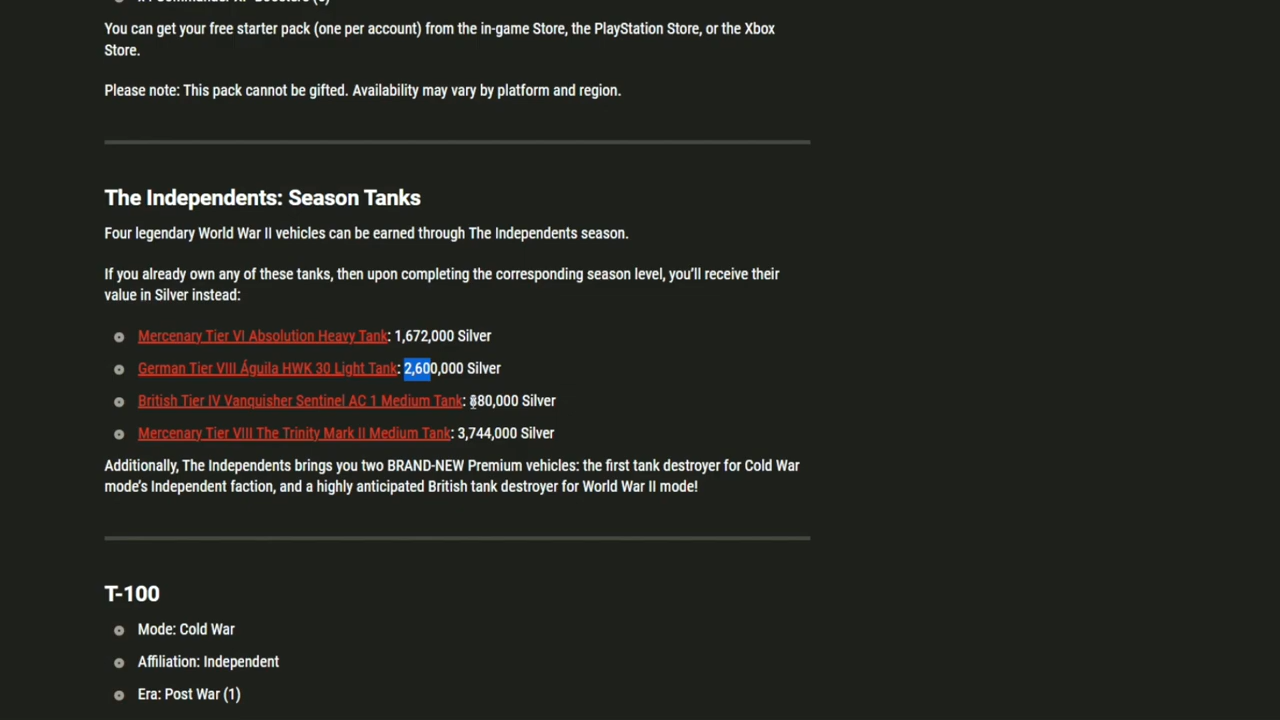 You can get your free starter pack (one per account) from the in-game Store, the PlayStation Store, or the Xbox
Store.
Please note: This pack cannot be gifted. Availability may vary by platform and region.
The Independents: Season Tanks
Four legendary World War II vehicles can be earned through The Independents season.
If you already own any of these tanks, then upon completing the corresponding season level, you’ll receive their
value in Silver instead:
Mercenary Tier VI Absolution Heavy Tank: 1,672,000 Silver
German Tier VIII Águila HWK 30 Light Tank: 2,600,000 Silver
British Tier IV Vanquisher Sentinel AC 1 Medium Tank: 880,000 Silver
Mercenary Tier VIII The Trinity Mark II Medium Tank: 3,744,000 Silver
Additionally, The Independents brings you two BRAND-NEW Premium vehicles: the first tank destroyer for Cold War
mode’s Independent faction, and a highly anticipated British tank destroyer for World War II mode!
T-100
Mode: Cold War
Affiliation: Independent
Era: Post War (1)